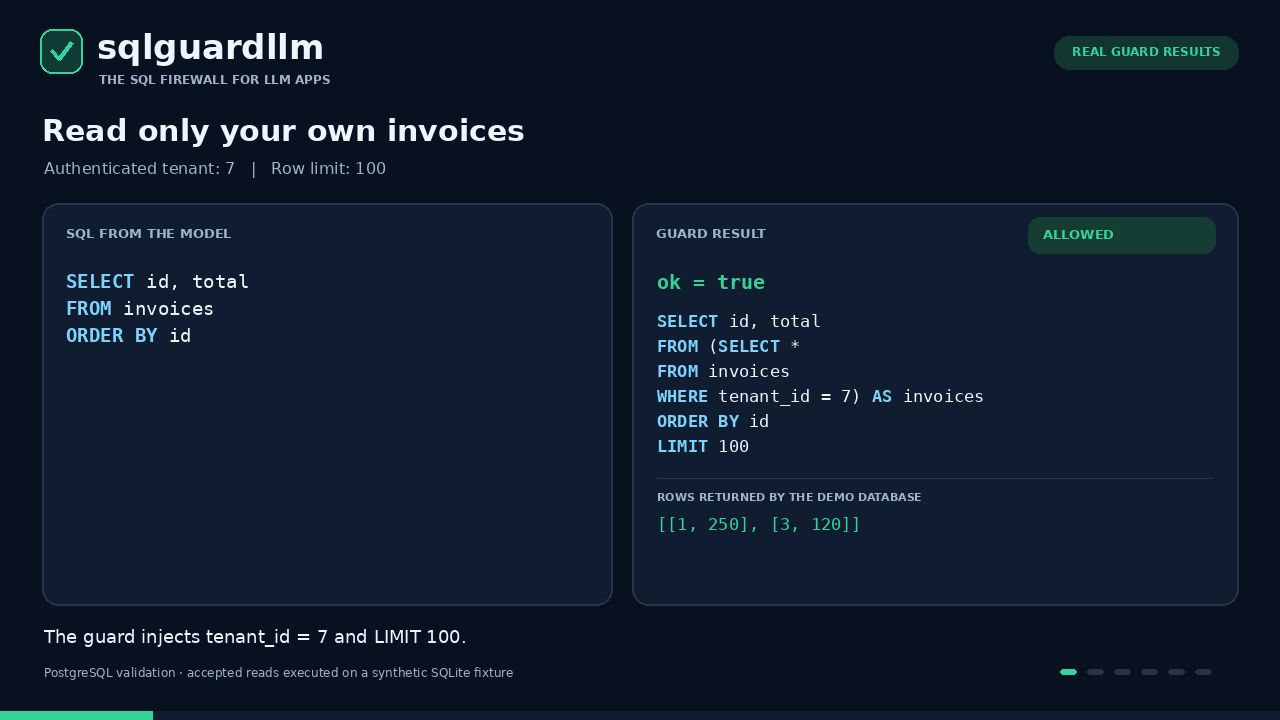 sqlguardllm
THE SQL FIREWALL FOR LLM APPS
REAL GUARD RESULTS
Read only your own invoices
Authenticated tenant: 7 | Row limit: 100
SQL FROM THE MODEL
SELECT id, total
FROM invoices
ORDER BY id
GUARD RESULT
ALLOWED
ok = true
SELECT id, total
FROM (SELECT *
FROM invoices
WHERE tenant_id = 7) AS invoices
ORDER BY id
LIMIT 100
ROWS RETURNED BY THE DEMO DATABASE
[[1, 250], [3, 120]]
The guard injects tenant_id = 7 and LIMIT 100.
PostgreSQL validation · accepted reads executed on a synthetic SQLite fixture